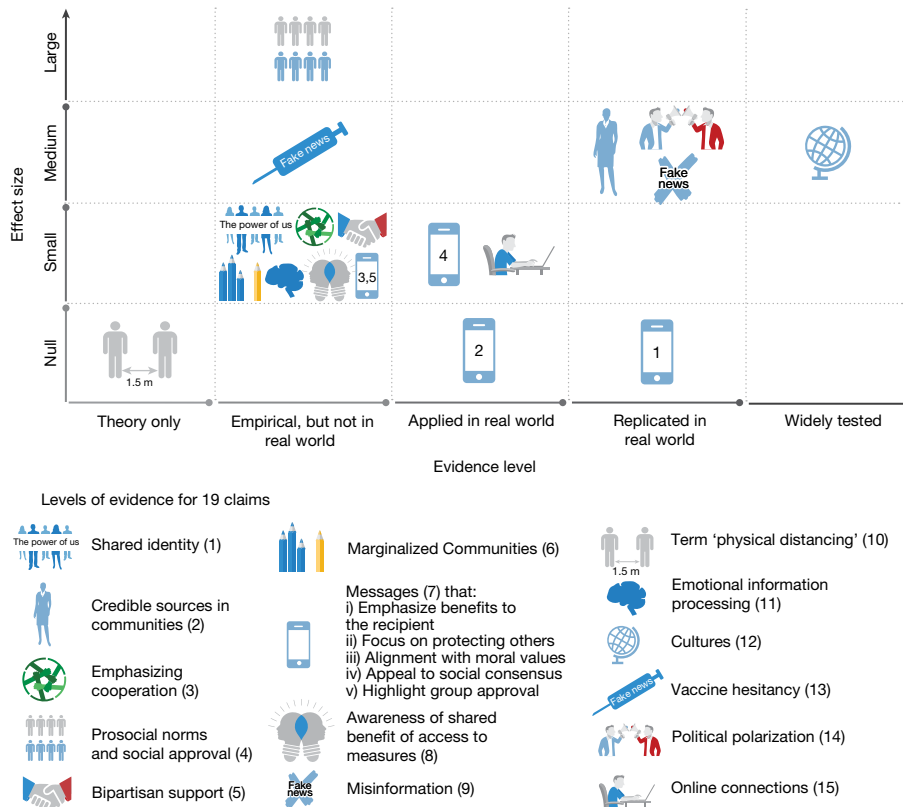 Effect size
Large
Medium
Small
Null
Fake news
Fake
news
The power of us
3,5
4
1.5 m
2
1
Theory only
Empirical, but not in
real world
Applied in real world
Replicated in
real world
Widely tested
Evidence level
Levels of evidence for 19 claims
The power of us
Shared identity (1)
Credible sources in
communities (2)
Emphasizing
cooperation (3)
Prosocial norms
and social approval (4)
Bipartisan support (5)
Marginalized Communities (6)
Messages (7) that:
i) Emphasize benefits to
the recipient
ii) Focus on protecting others
iii) Alignment with moral values
iv) Appeal to social consensus
v) Highlight group approval
Awareness of shared
benefit of access to
measures (8)
Fake
news
Misinformation (9)
1.5 m
Term ‘physical distancing’ (10)
Emotional information
processing (11)
Cultures (12)
Fake news
Vaccine hesitancy (13)
Political polarization (14)
Online connections (15)